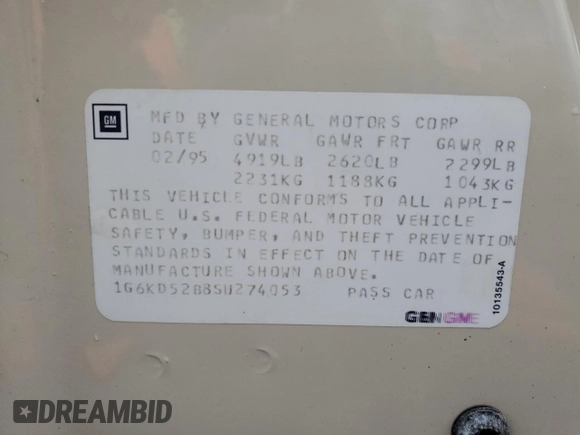 GM
MFD BY GENERAL MOTORS CORP
DATE GVWR GAWR FRT GAWR RR
02/95 4919LB 2620LB 2299LB
2231KG 1188KG 1043KG
THIS VEHICLE CONFORMS TO ALL APPLI-
CABLE U.S. FEDERAL MOTOR VEHICLE
SAFETY, BUMPER, AND THEFT PREVENTION
STANDARDS IN EFFECT ON THE DATE OF
MANUFACTURE SHOWN ABOVE.
1G6KD52B8SU274053 PASS CAR
GENGME
10135543-A
DREAMBID